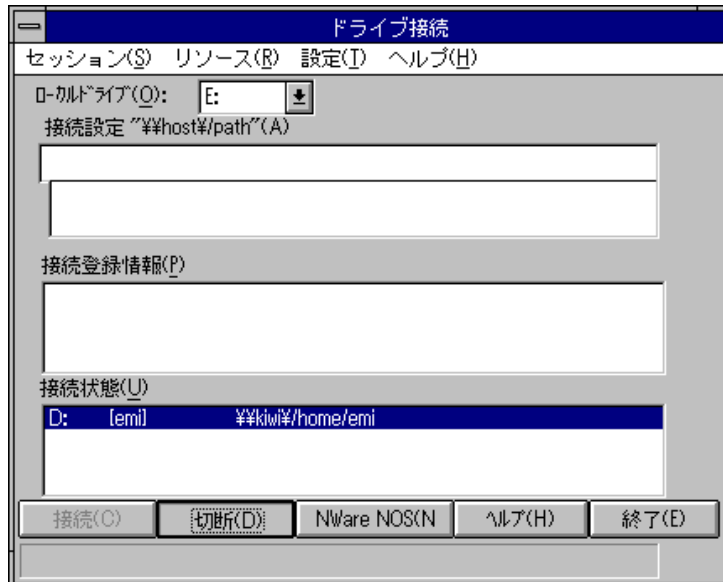 ドライブ接続
セッション(S) リソース(R) 設定(T) ヘルプ(H)
ﾛｰｶﾙﾄﾞﾗｲﾌﾞ(O): E:
接続設定 "¥¥host¥/path"(A)
接続登録情報(P)
接続状態(U)
D: [emi] ¥¥kiwi¥/home/emi
接続(C) 切断(D) NWare NOS(N ﾍﾙﾌﾟ(H) 終了(E)